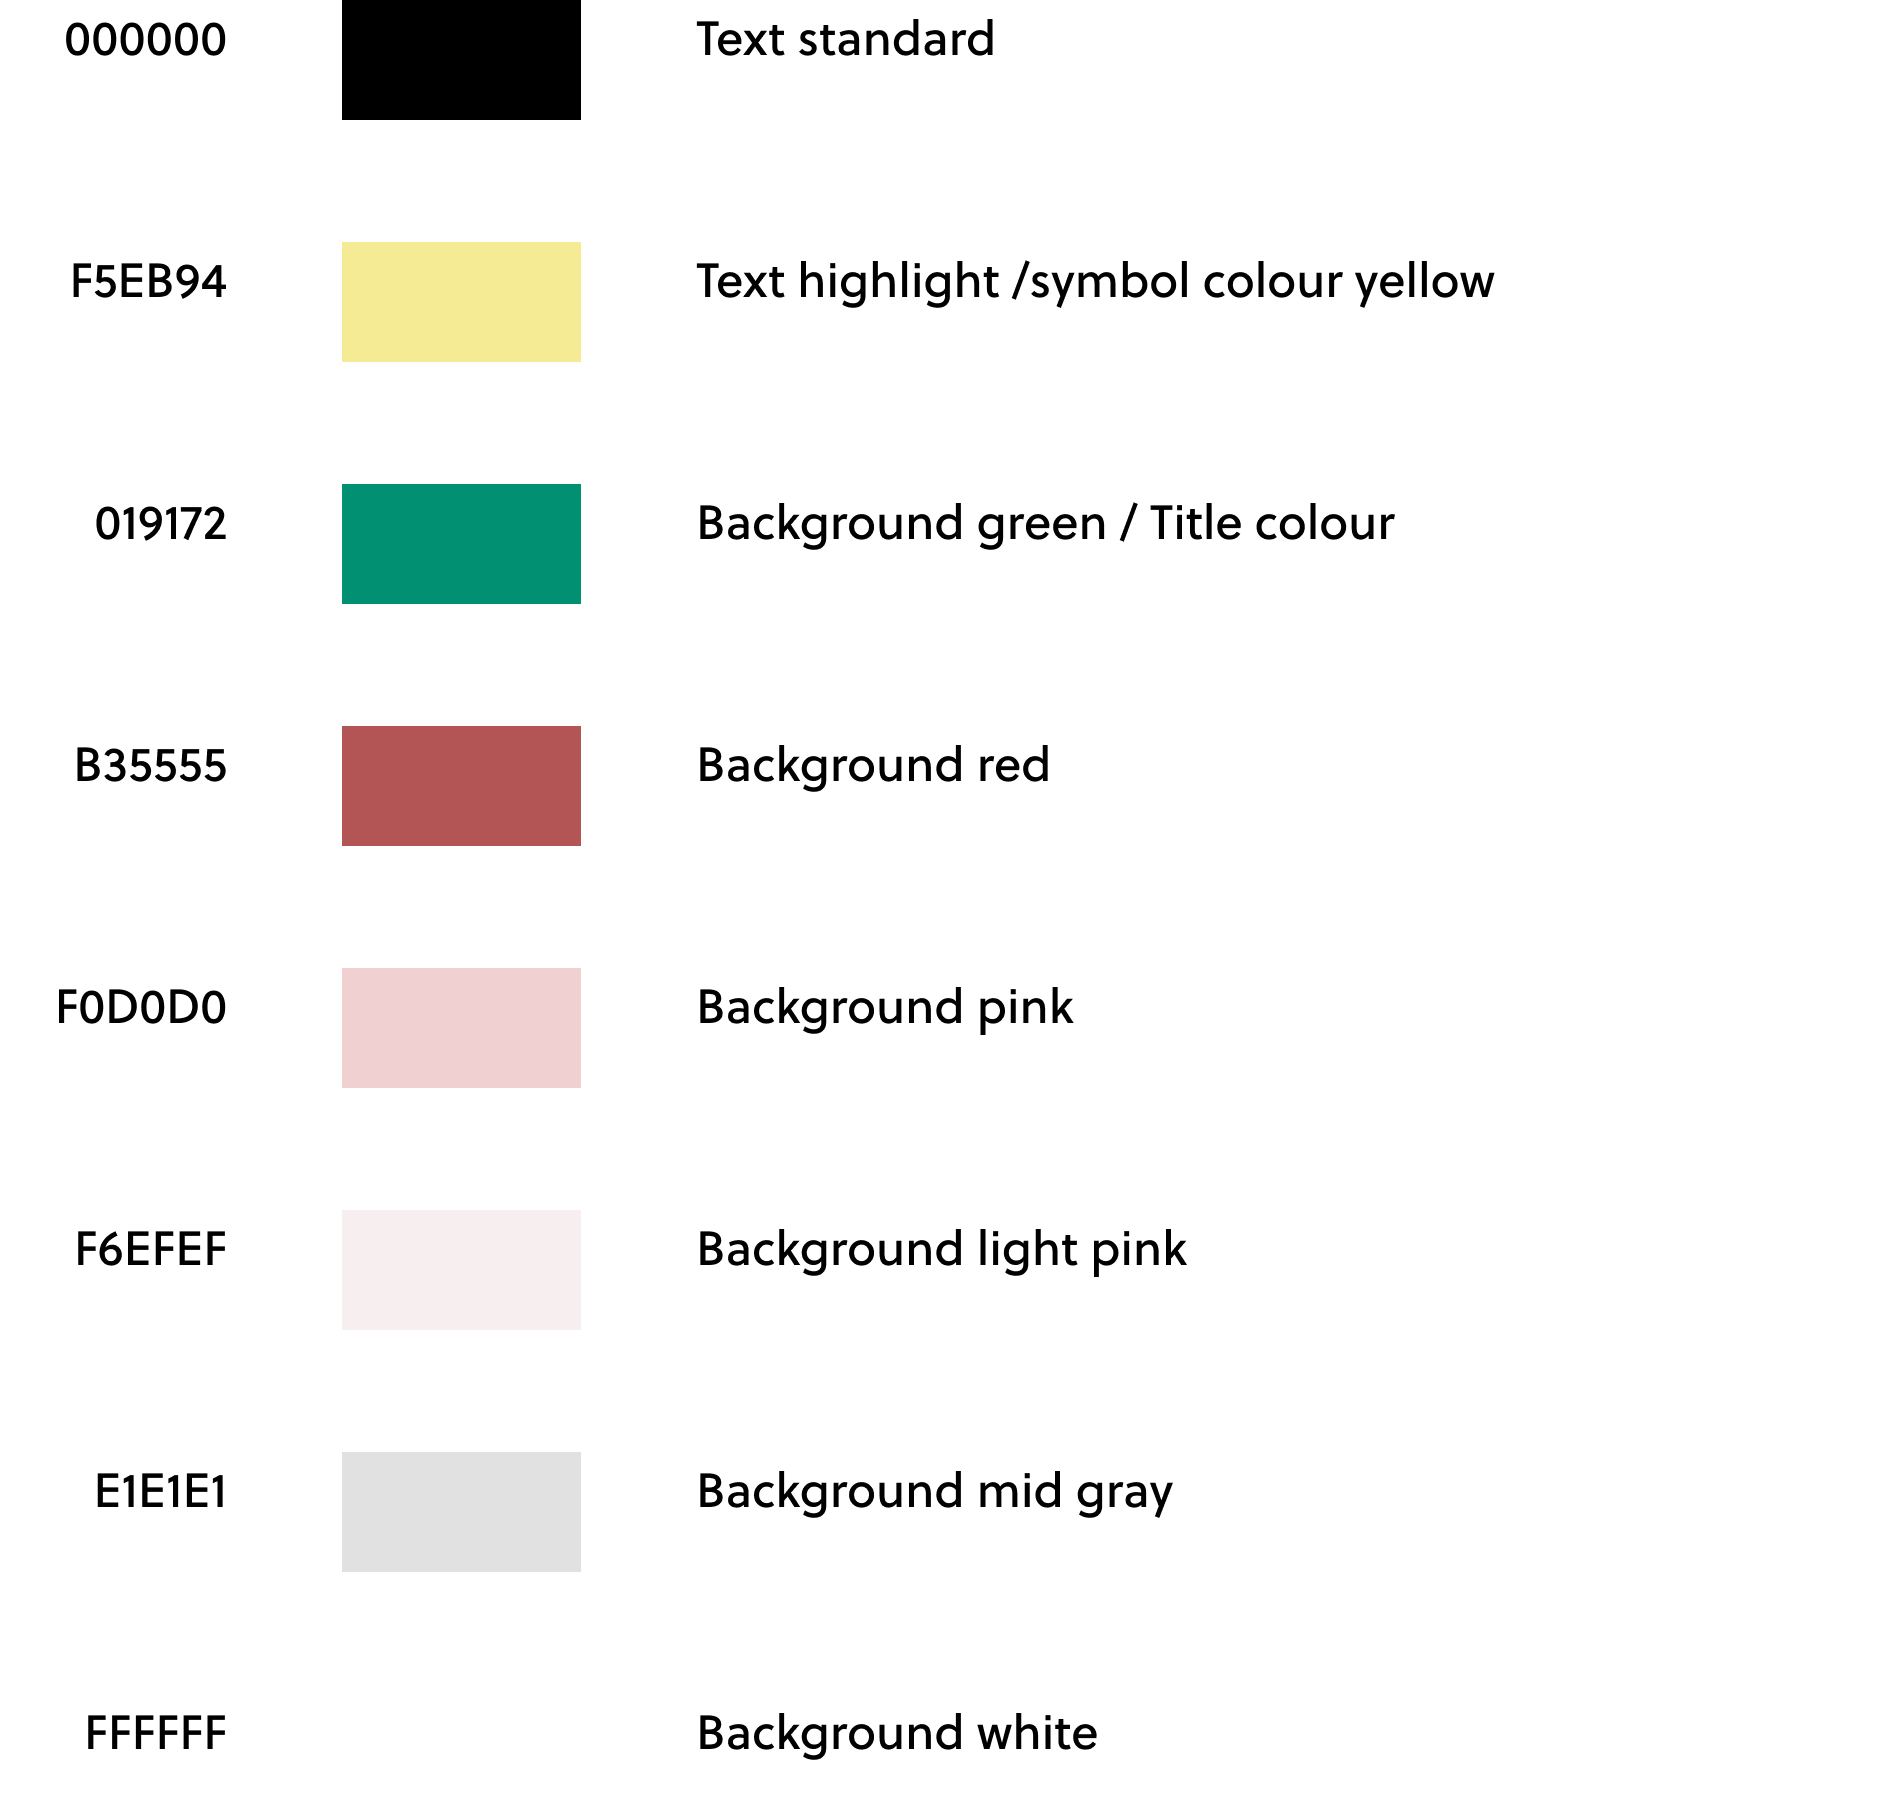 000000 Text standard
F5EB94 Text highlight /symbol colour yellow
019172 Background green / Title colour
B35555 Background red
F0D0D0 Background pink
F6EFEF Background light pink
E1E1E1 Background mid gray
FFFFFF Background white